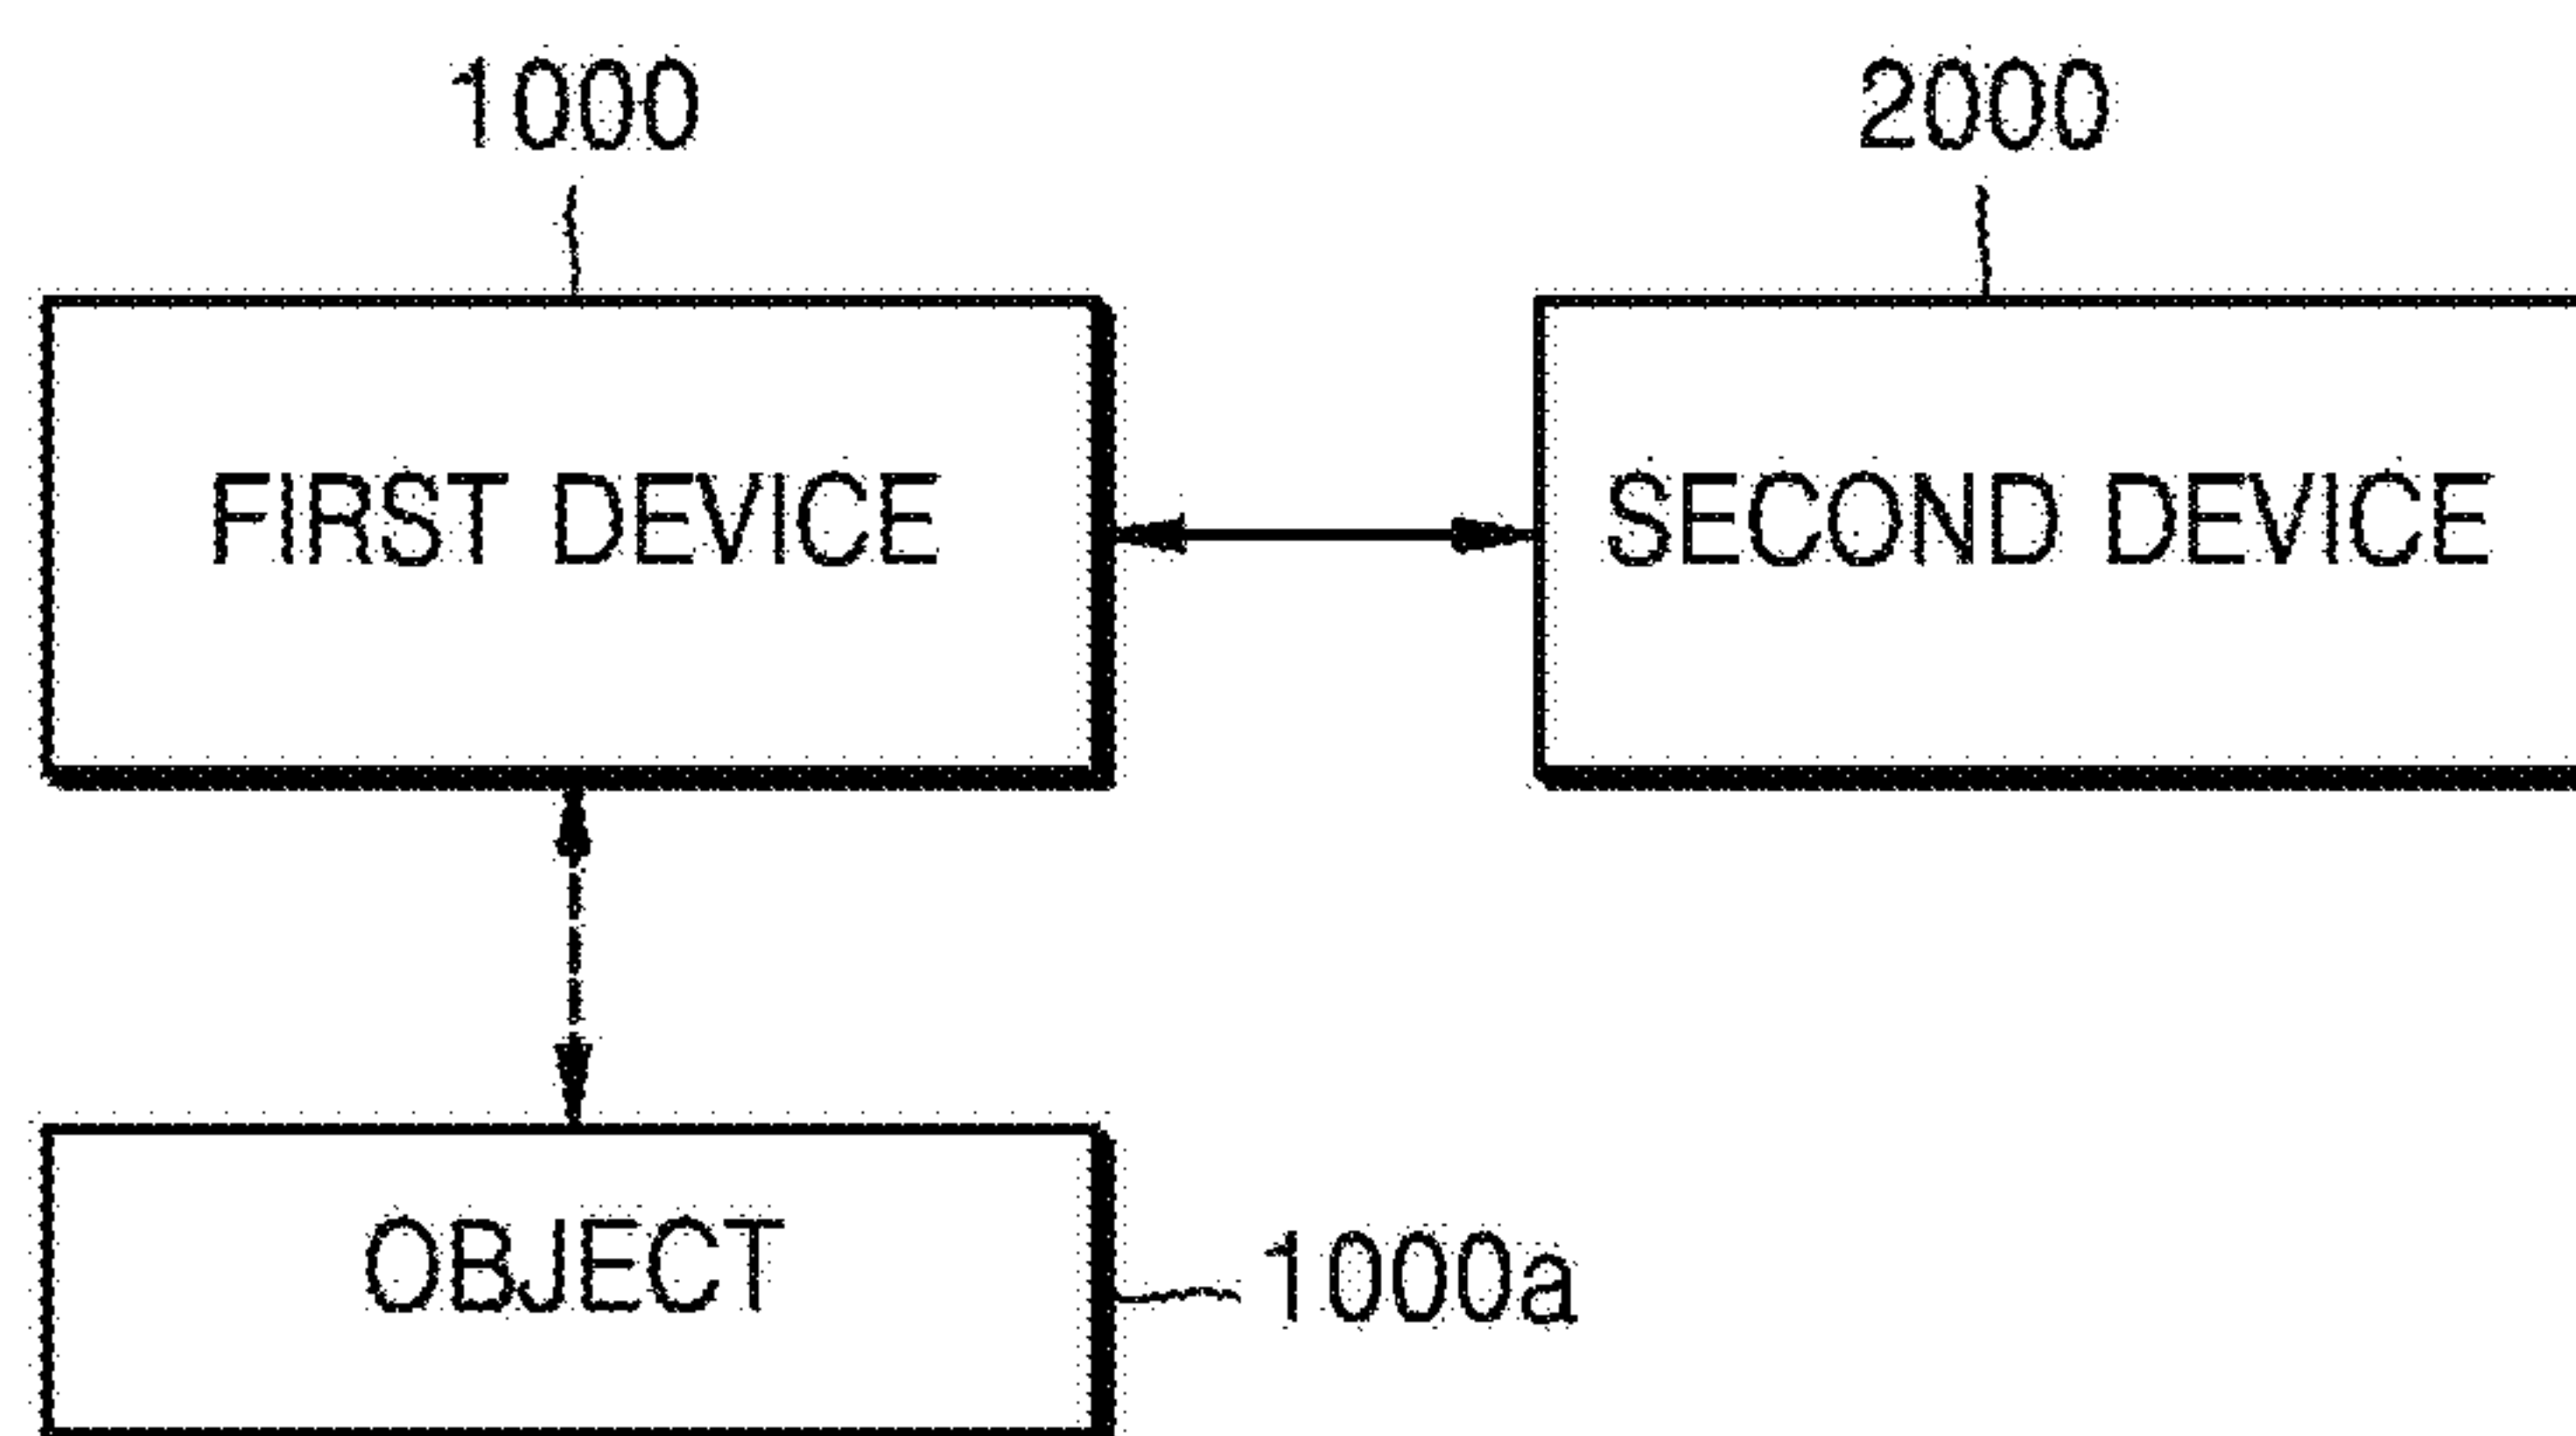 1000
2000
FIRST DEVICE
SECOND DEVICE
OBJECT
1000a